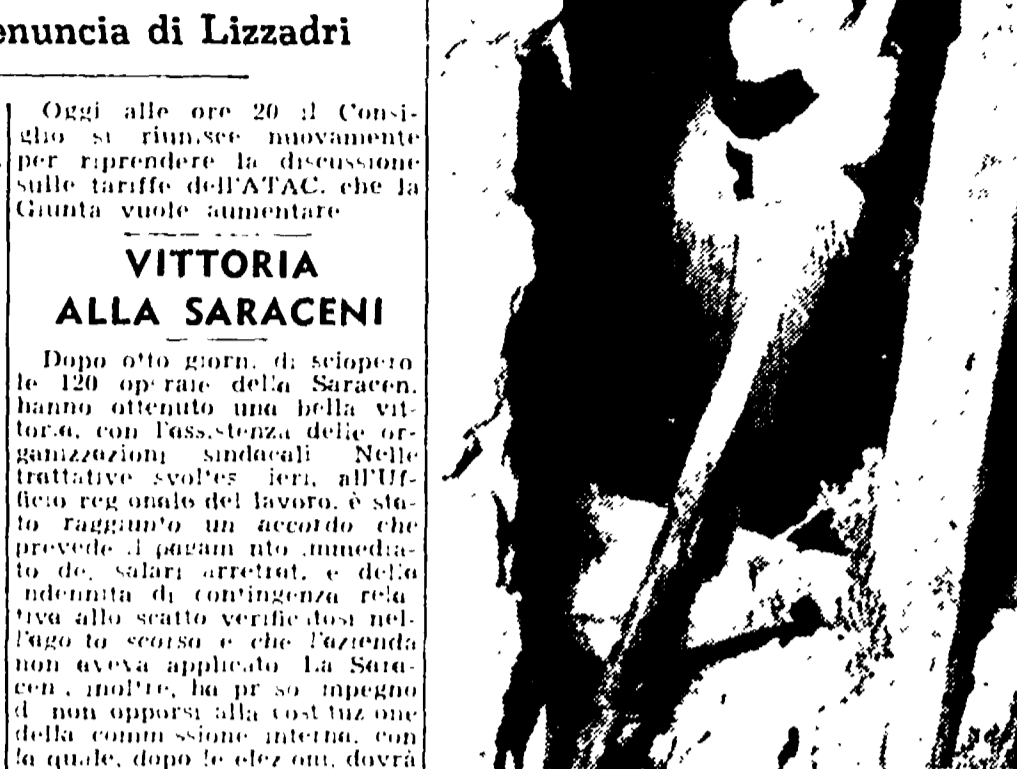 enuncia di Lizzadri
Oggi alle ore 20 il Consi-
glio si riunisce nuovamente
per riprendere la discussione
sulle tariffe dell'ATAC. che la
Giunta vuole aumentare
VITTORIA
ALLA SARACENI
Dopo otto giorni di sciopero
le 120 operaie della Saraceni
hanno ottenuto una bella vit-
toria, con l'assistenza delle or-
ganizzazioni sindacali Nelle
trattative svoltes ieri, all'Uf-
ficio regionale del lavoro, è sta-
to raggiunto un accordo che
prevede il pagamento immedia-
to dei salari arretrati e della
indennità di contingenza rela
tiva allo scatto verificatosi nel-
l'agosto scorso e che l'azienda
non aveva applicato La Sara-
ceni, inoltre, ha preso impegno
di non opporsi alla costituzione
della commissione interna, con
la quale, dopo le elezioni, dovrà